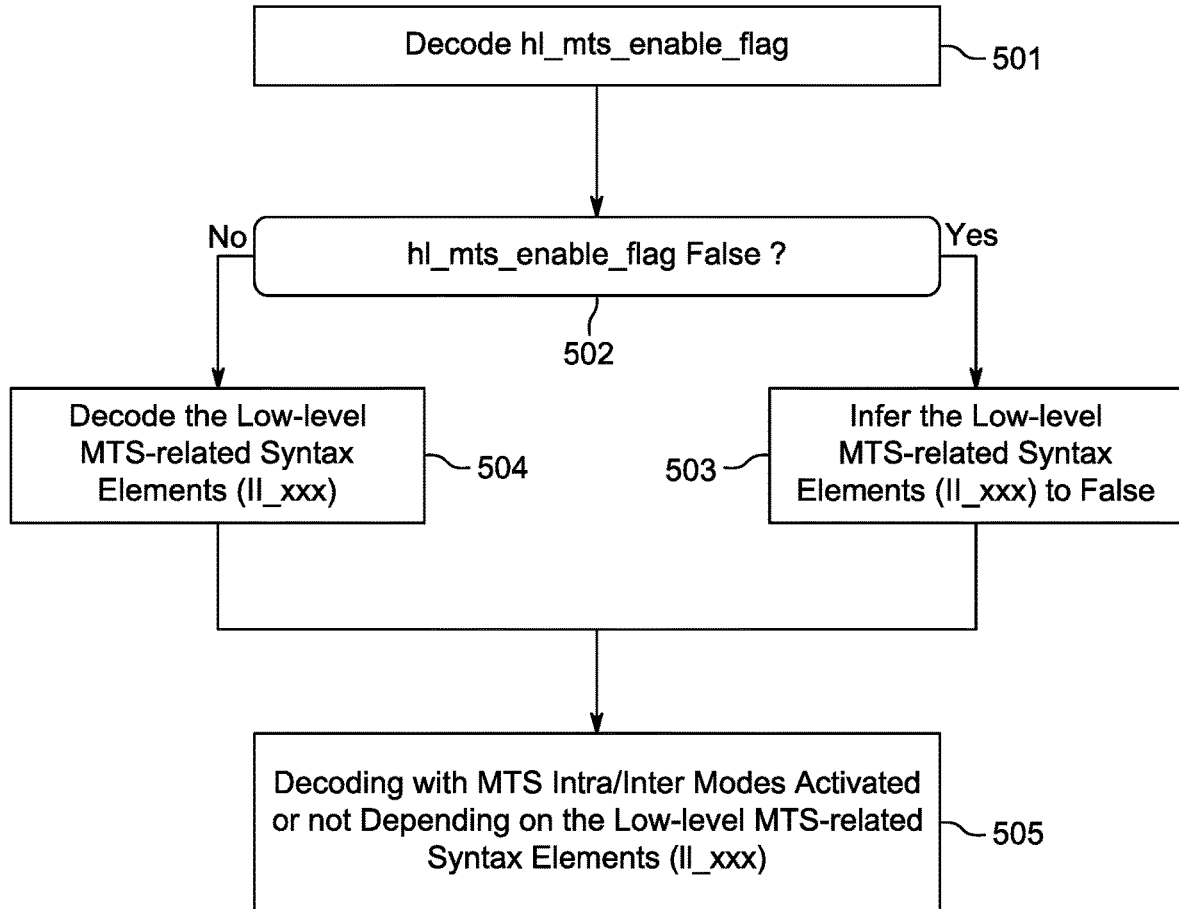 Decode hl_mts_enable_flag
501
No
hl_mts_enable_flag False ?
Yes
502
Decode the Low-level
MTS-related Syntax
Elements (ll_xxx)
504
503
Infer the Low-level
MTS-related Syntax
Elements (ll_xxx) to False
Decoding with MTS Intra/Inter Modes Activated
or not Depending on the Low-level MTS-related
Syntax Elements (ll_xxx)
505